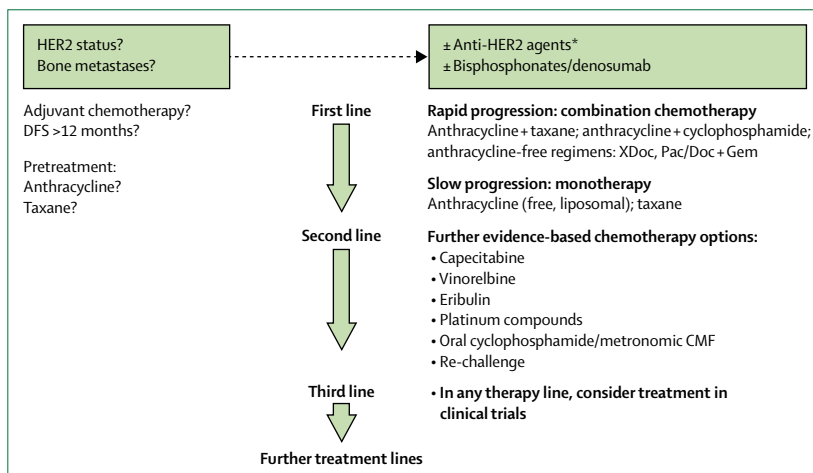 HER2 status?
Bone metastases?
± Anti-HER2 agents*
± Bisphosphonates/denosumab
Adjuvant chemotherapy?
DFS >12 months?
Pretreatment:
Anthracycline?
Taxane?
First line
Rapid progression: combination chemotherapy
Anthracycline + taxane; anthracycline + cyclophosphamide;
anthracycline-free regimens: XDoc, Pac/Doc + Gem
Slow progression: monotherapy
Anthracycline (free, liposomal); taxane
Second line
Further evidence-based chemotherapy options:
• Capecitabine
• Vinorelbine
• Eribulin
• Platinum compounds
• Oral cyclophosphamide/metronomic CMF
• Re-challenge
Third line
• In any therapy line, consider treatment in
clinical trials
Further treatment lines